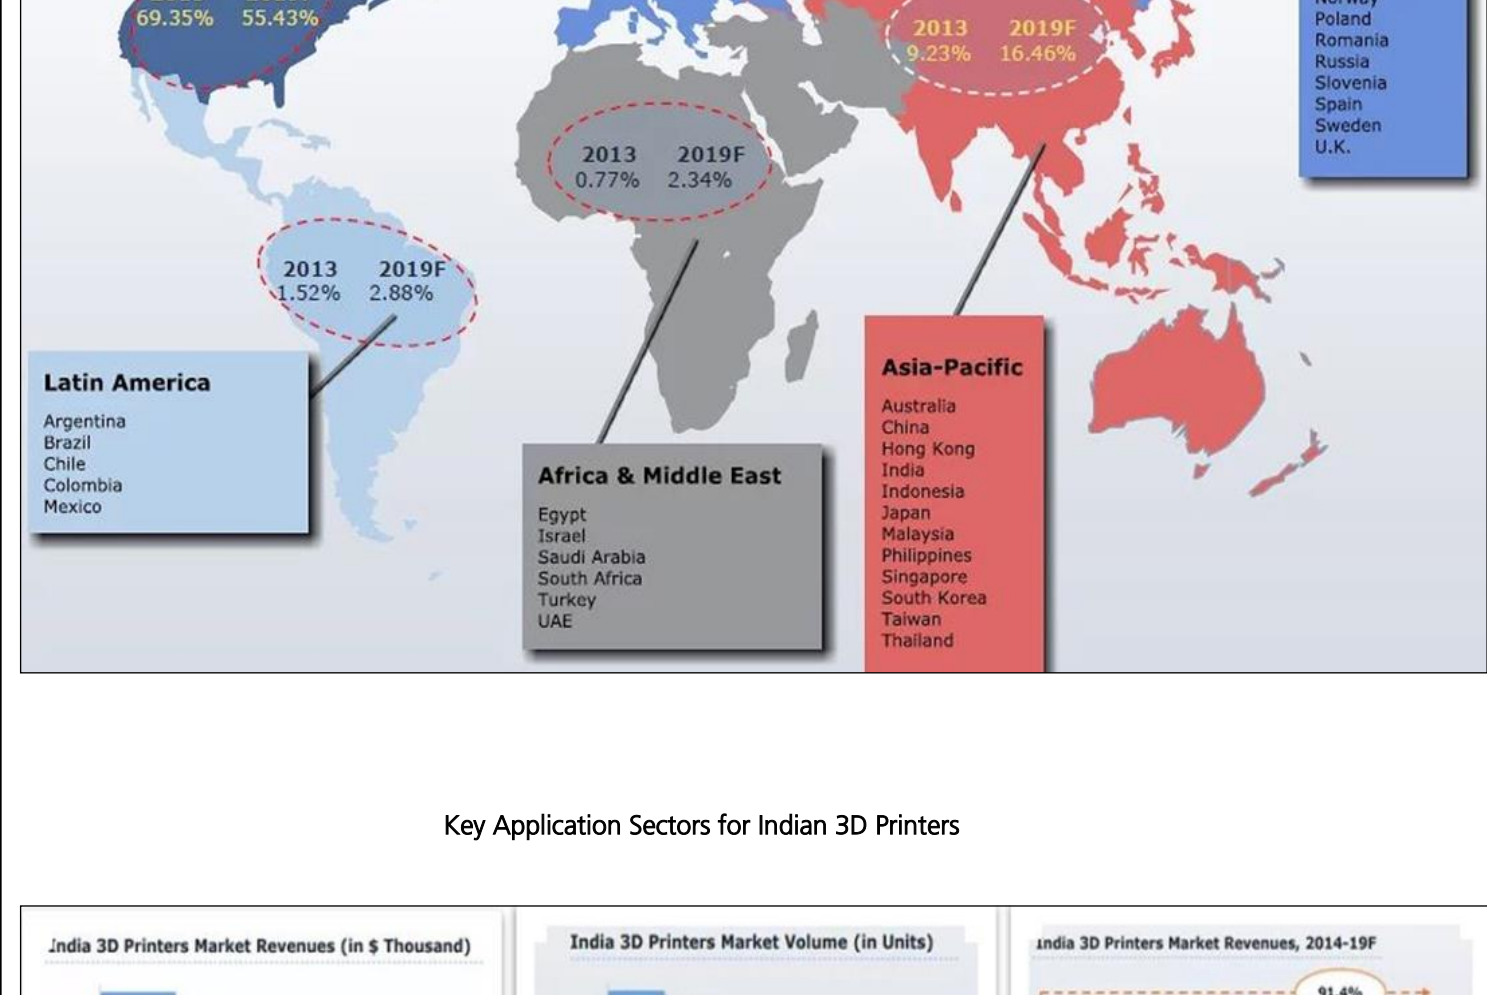 69.35% 55.43%
2013 2019F
9.23% 16.46%
Norway
Poland
Romania
Russia
Slovenia
Spain
Sweden
U.K.
2013 2019F
0.77% 2.34%
2013 2019F
1.52% 2.88%
Latin America
Argentina
Brazil
Chile
Colombia
Mexico
Africa & Middle East
Egypt
Israel
Saudi Arabia
South Africa
Turkey
UAE
Asia-Pacific
Australia
China
Hong Kong
India
Indonesia
Japan
Malaysia
Philippines
Singapore
South Korea
Taiwan
Thailand
Key Application Sectors for Indian 3D Printers
India 3D Printers Market Revenues (in $ Thousand)
India 3D Printers Market Volume (in Units)
India 3D Printers Market Revenues, 2014-19F
91.4%